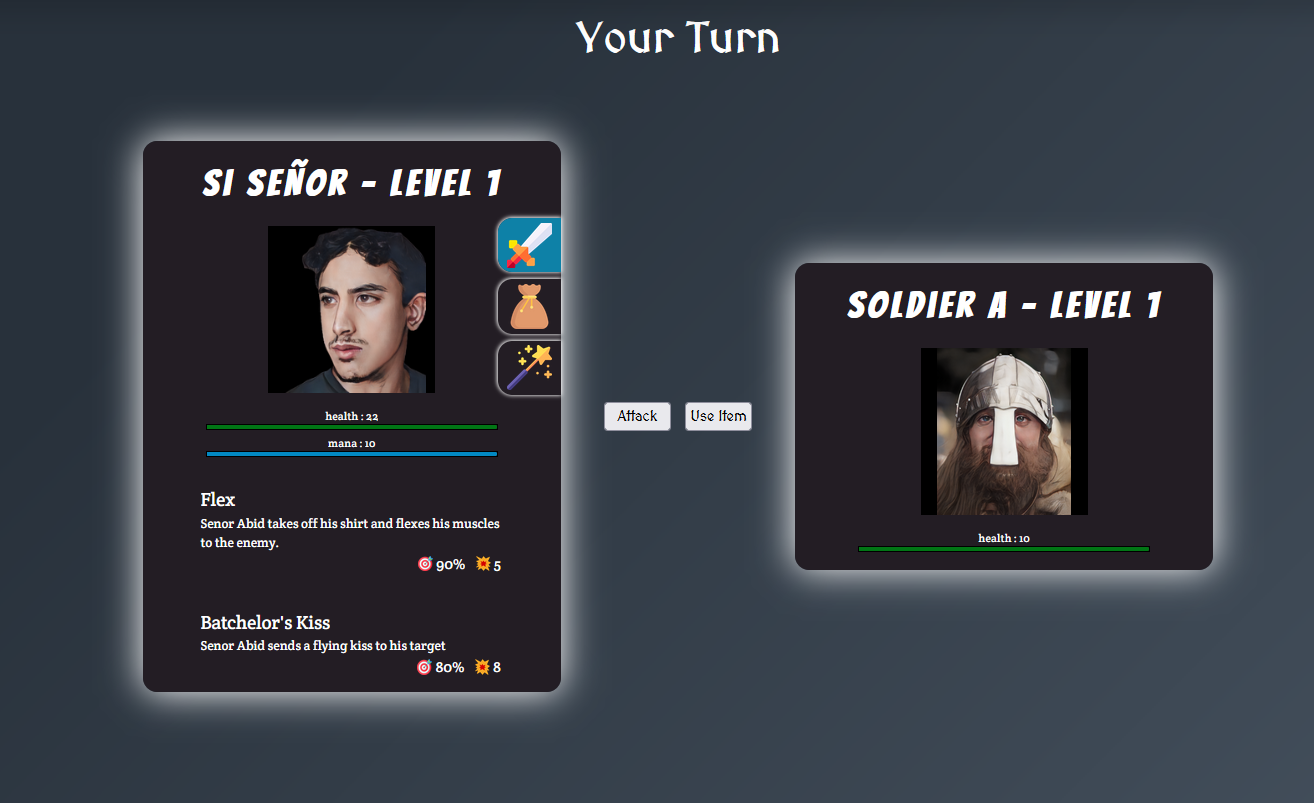 Your Turn
SI SEÑOR - LEVEL 1
health : 22
mana : 10
Flex
Senor Abid takes off his shirt and flexes his muscles
to the enemy.
90% 5
Batchelor's Kiss
Senor Abid sends a flying kiss to his target
80% 8
Attack Use Item
SOLDIER A - LEVEL 1
health : 10